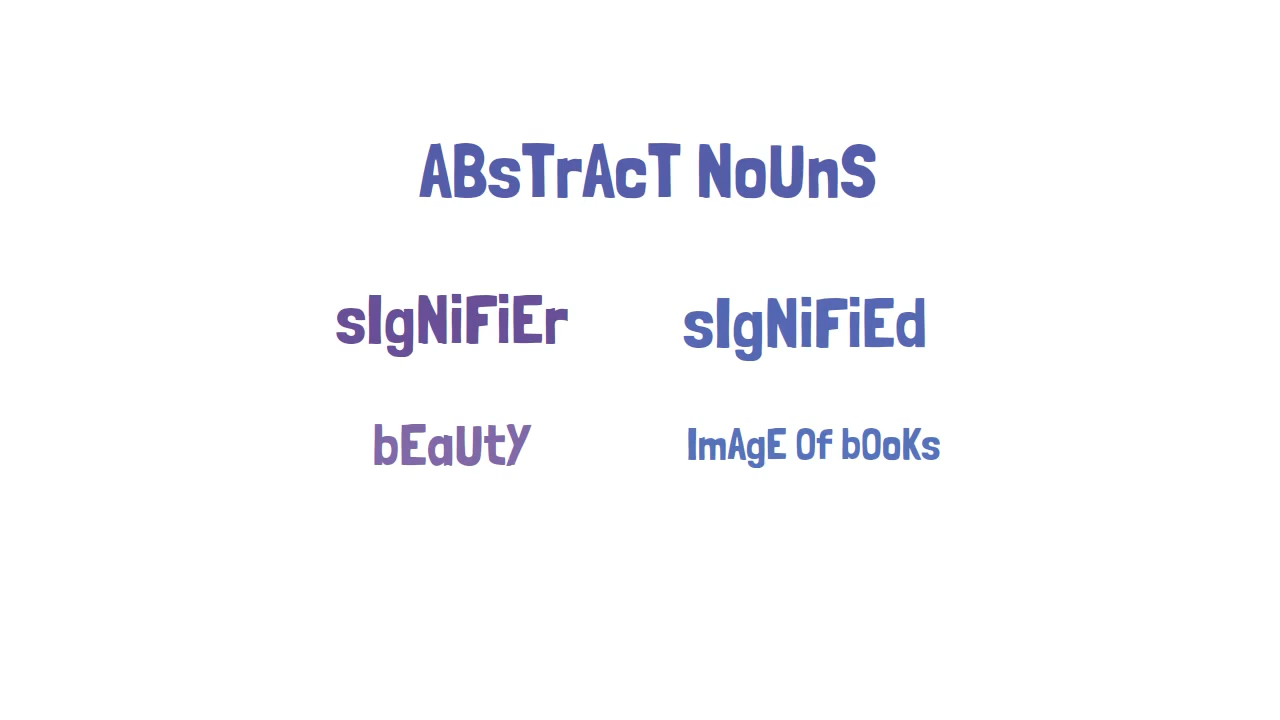 ABsTrAcT NoUnS
sIgNiFiEr
sIgNiFiEd
bEaUtY
ImAgE Of bOoKs